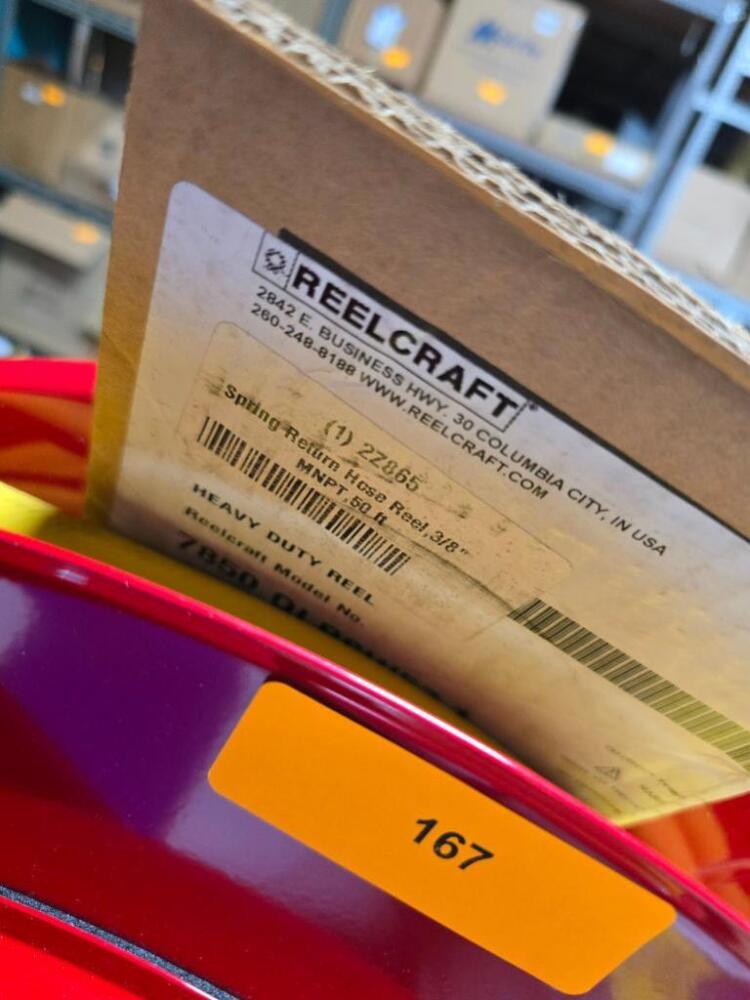 REELCRAFT
2842 E. BUSINESS HWY. 30 COLUMBIA CITY, IN USA
260-248-8188 WWW.REELCRAFT.COM
(1) 2Z865
Spring Return Hose Reel,3/8"
MNPT, 50 ft
HEAVY DUTY REEL
Reelcraft Model No.
7850
167